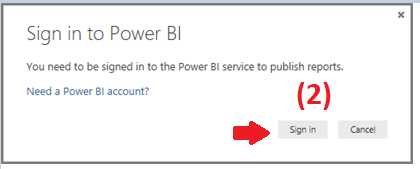 Sign in to Power BI
You need to be signed in to the Power BI service to publish reports.
Need a Power BI account?
(2)
Sign in Cancel